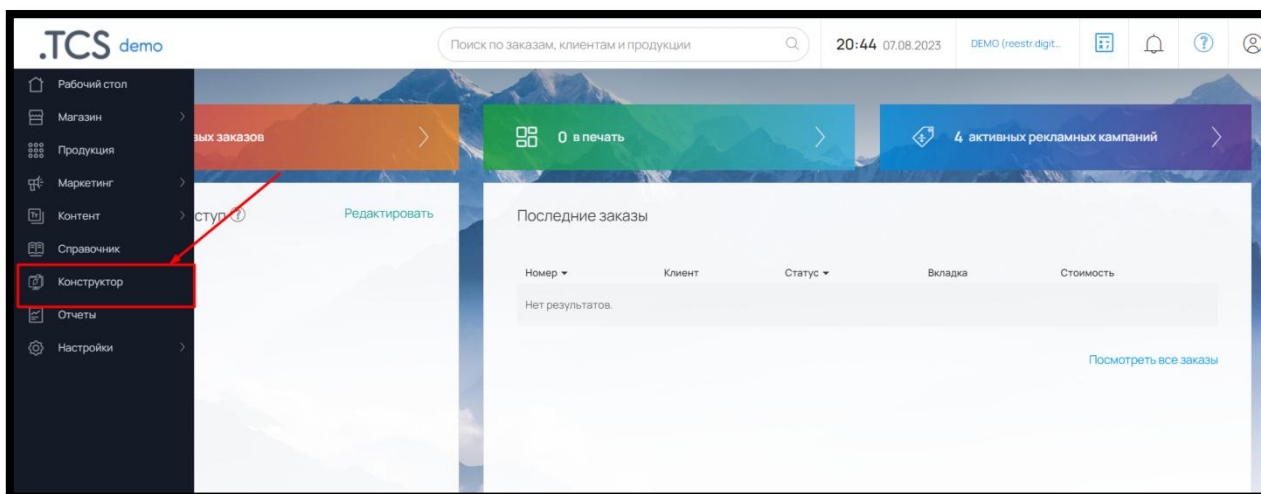 .TCS demo
Поиск по заказам, клиентам и продукции
20:44 07.08.2023
DEMO (reestr.digit...
Рабочий стол
Магазин
Продукция
Маркетинг
Контент
Справочник
Конструктор
Отчеты
Настройки
вых заказов
0 в печать
4 активных рекламных кампаний
ступ
Редактировать
Последние заказы
Номер
Клиент
Статус
Вкладка
Стоимость
Нет результатов.
Посмотреть все заказы